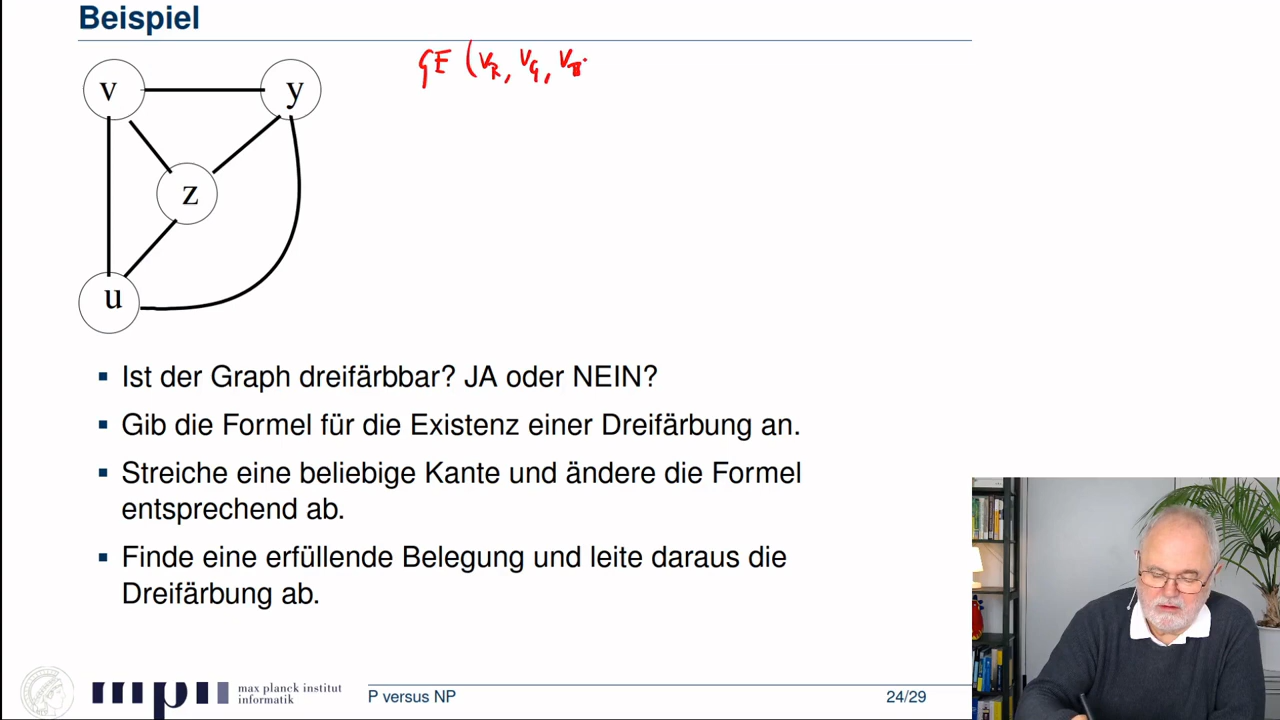 Beispiel
GE (V_R, V_G, V_B
v
y
z
u
▪ Ist der Graph dreifärbbar? JA oder NEIN?
▪ Gib die Formel für die Existenz einer Dreifärbung an.
▪ Streiche eine beliebige Kante und ändere die Formel
entsprechend ab.
▪ Finde eine erfüllende Belegung und leite daraus die
Dreifärbung ab.
max planck institut
informatik
P versus NP
24/29